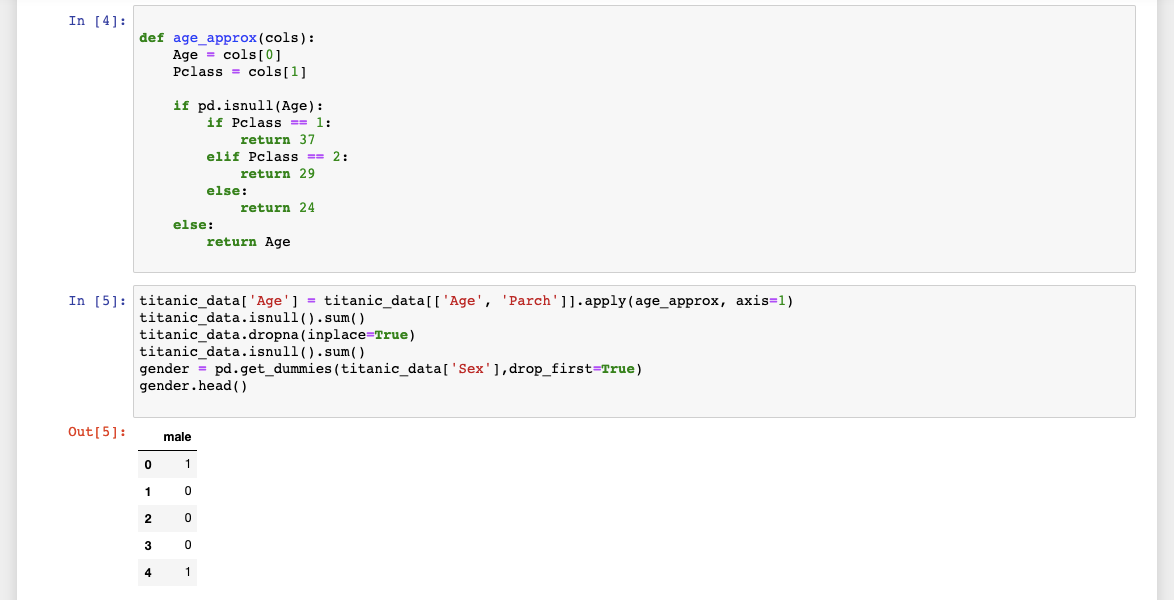 In [4]:
def age_approx(cols):
    Age = cols[0]
    Pclass = cols[1]

    if pd.isnull(Age):
        if Pclass == 1:
            return 37
        elif Pclass == 2:
            return 29
        else:
            return 24
    else:
        return Age
In [5]: titanic_data['Age'] = titanic_data[['Age', 'Parch']].apply(age_approx, axis=1)
titanic_data.isnull().sum()
titanic_data.dropna(inplace=True)
titanic_data.isnull().sum()
gender = pd.get_dummies(titanic_data['Sex'],drop_first=True)
gender.head()
Out[5]:
male
0 1
1 0
2 0
3 0
4 1